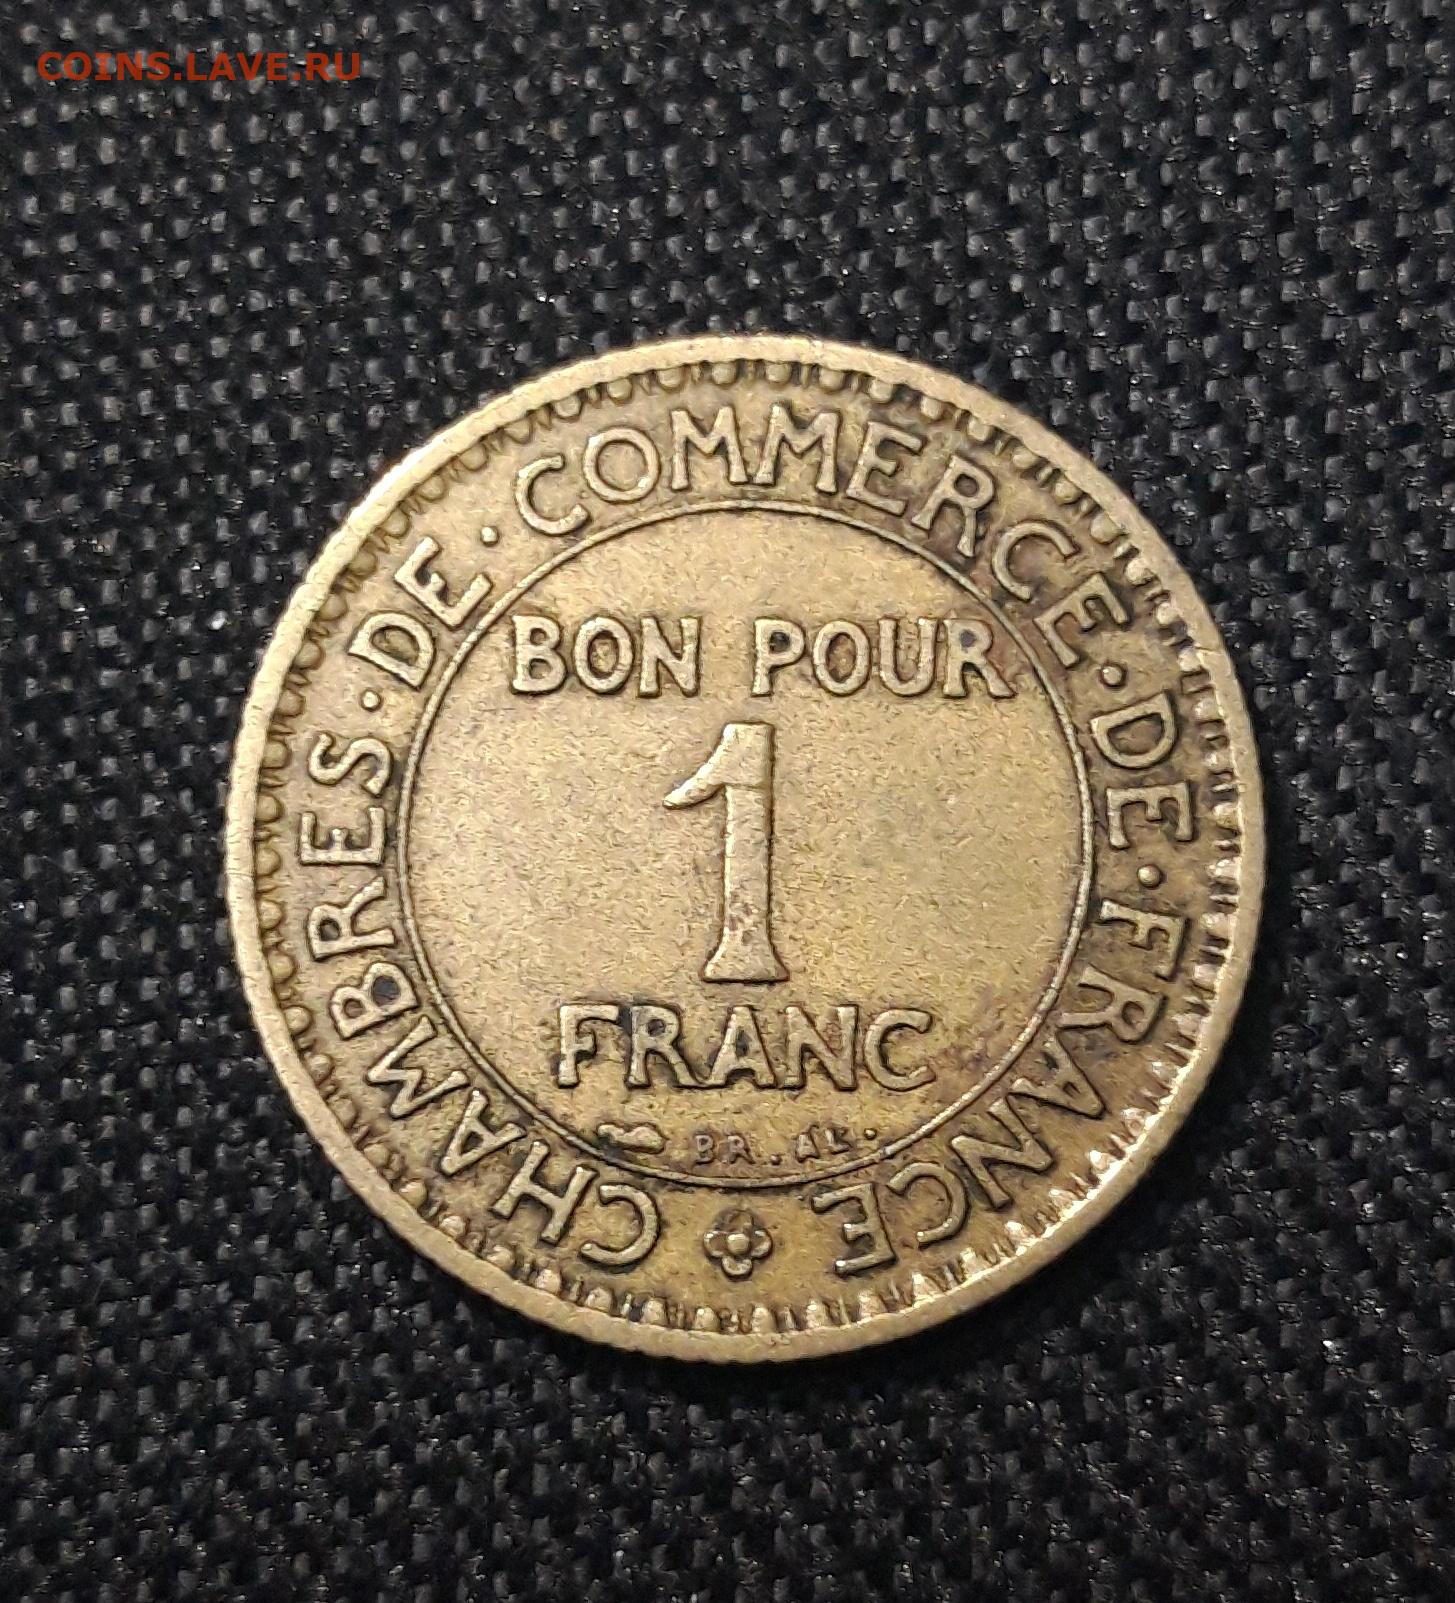 COINS.LAVE.RU
CHAMBRES·DE·COMMERCE·DE·FRANCE
BON POUR
1
FRANC
BR.AL.